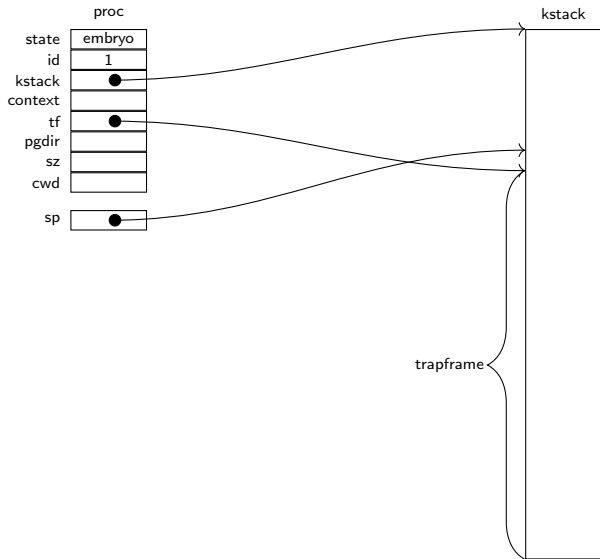 proc
kstack
state embryo
id 1
kstack
context
tf
pgdir
sz
cwd
sp
trapframe